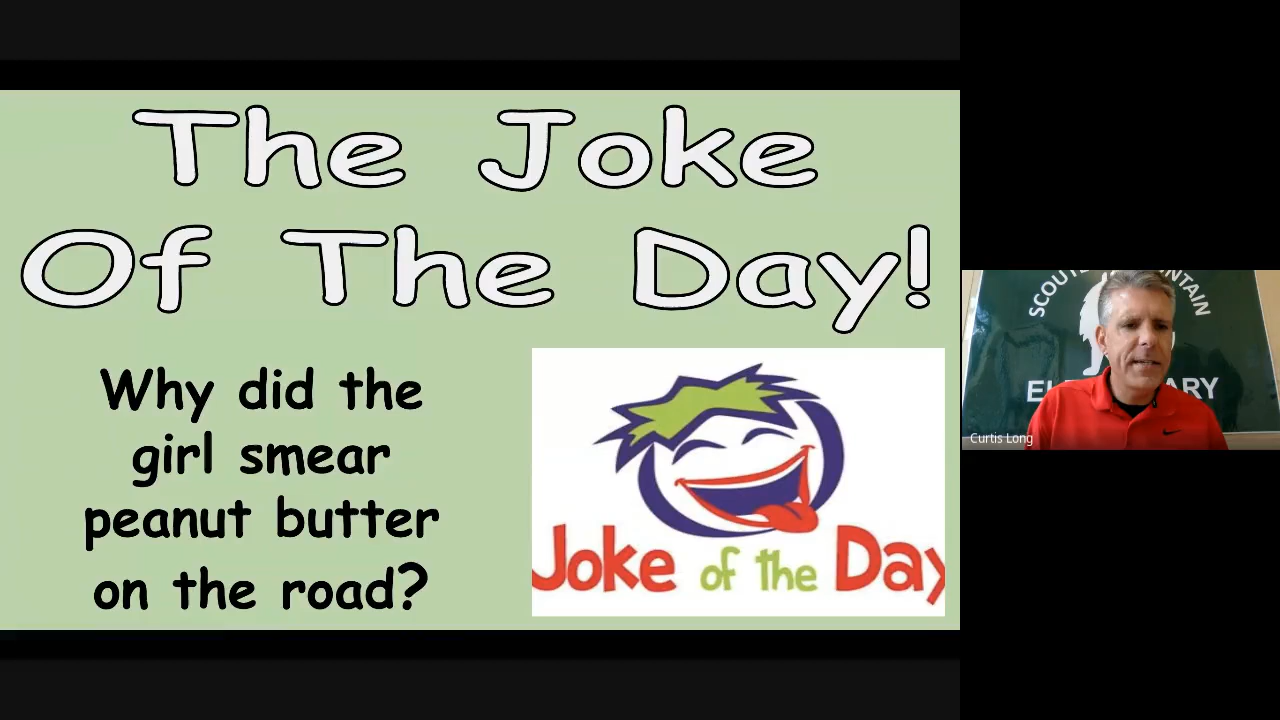 The Joke
Of The Day!
Why did the
girl smear
peanut butter
on the road?
Joke of the Day
Curtis Long